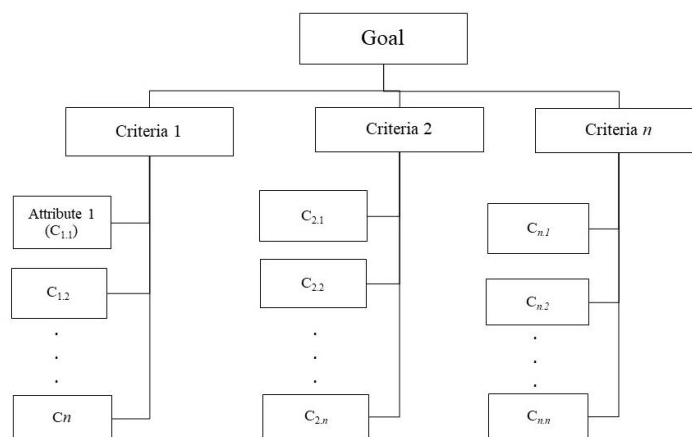 Goal
Criteria 1
Criteria 2
Criteria n
Attribute 1
(C1.1)
C2.1
Cn.1
C1.2
C2.2
Cn.2
.
.
.
.
.
.
.
.
.
Cn
C2.n
Cn.n